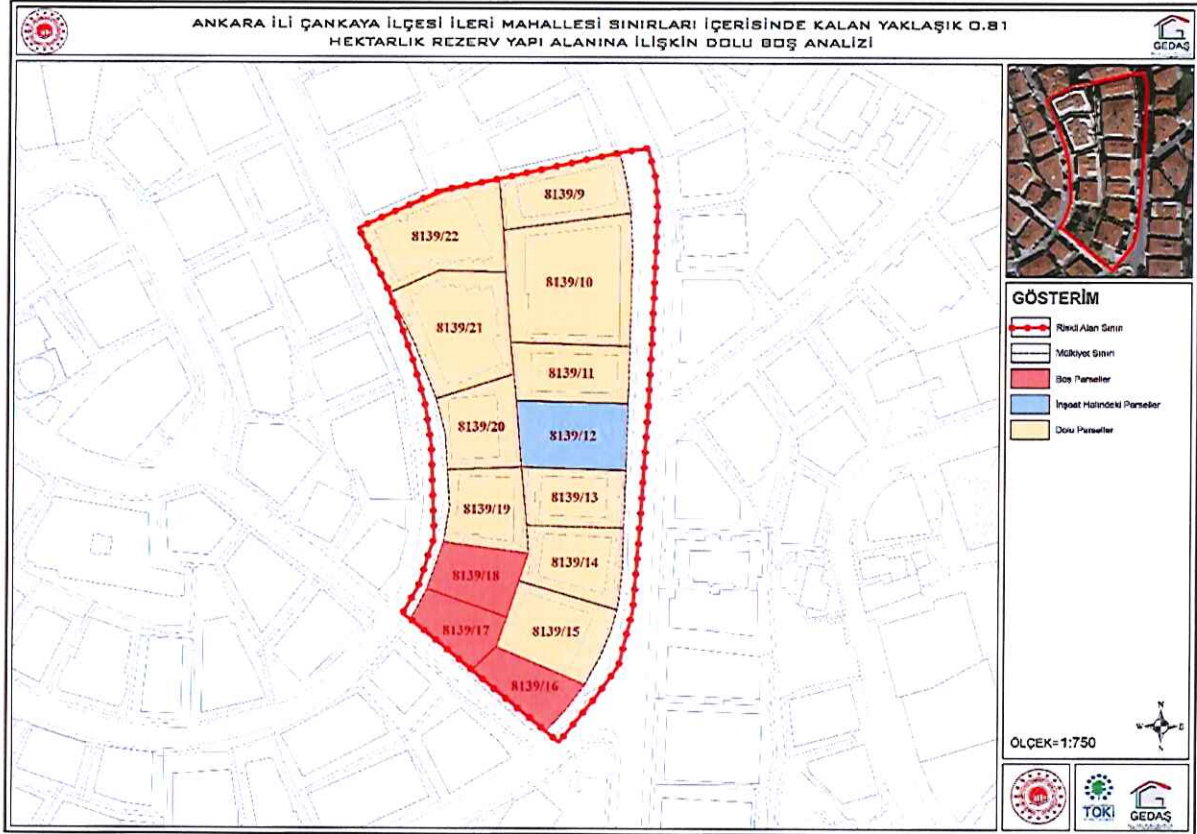 ANKARA İLİ ÇANKAYA İLÇESİ İLERİ MAHALLESİ SINIRLARI İÇERİSİNDE KALAN YAKLAŞIK 0.81
HEKTARLIK REZERV YAPI ALANINA İLİŞKİN DOLU BOŞ ANALİZİ
GEDAŞ
8139/9
8139/22
8139/10
8139/21
8139/11
8139/20
8139/12
8139/13
8139/19
8139/14
8139/18
8139/17
8139/15
8139/16
GÖSTERİM
Riskli Alan Sınırı
Mülkiyet Sınırı
Boş Parseller
İnşaat Halindeki Parseller
Dolu Parseller
N
W E
S
ÖLÇEK=1:750
TOKİ
GEDAŞ